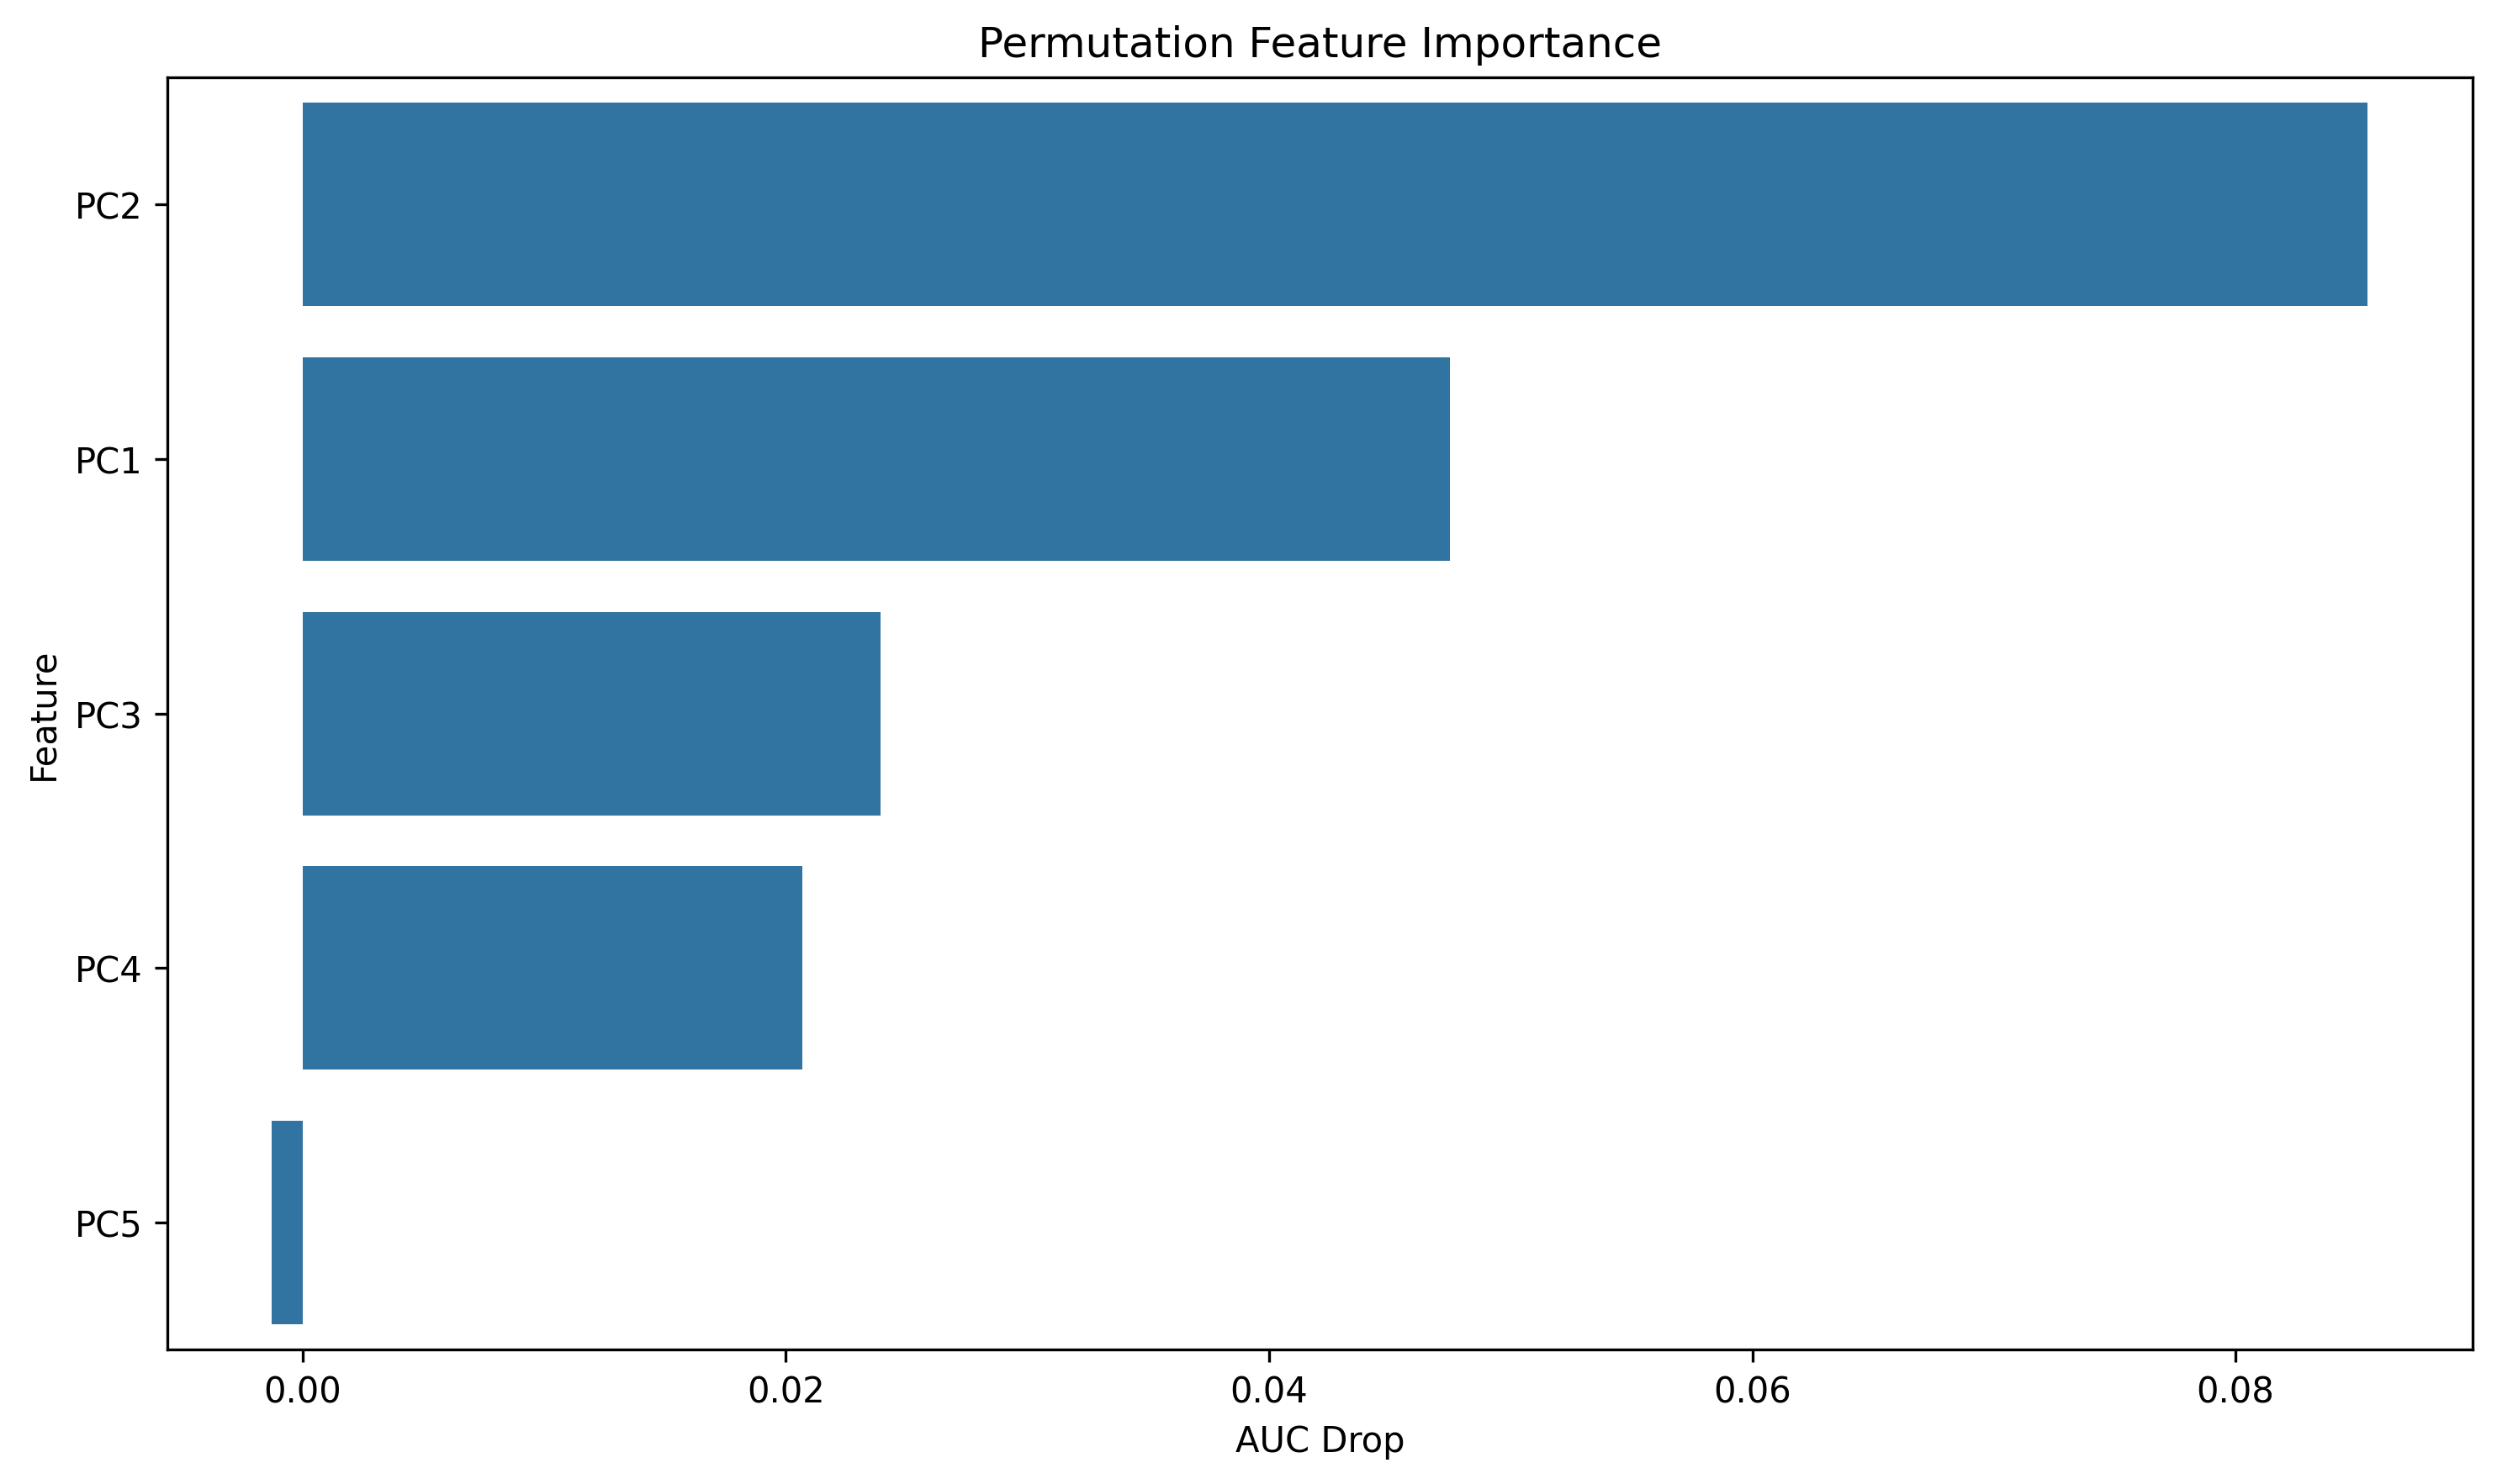 Permutation Feature Importance
PC2
PC1
PC3
PC4
PC5
Feature
0.00 0.02 0.04 0.06 0.08
AUC Drop